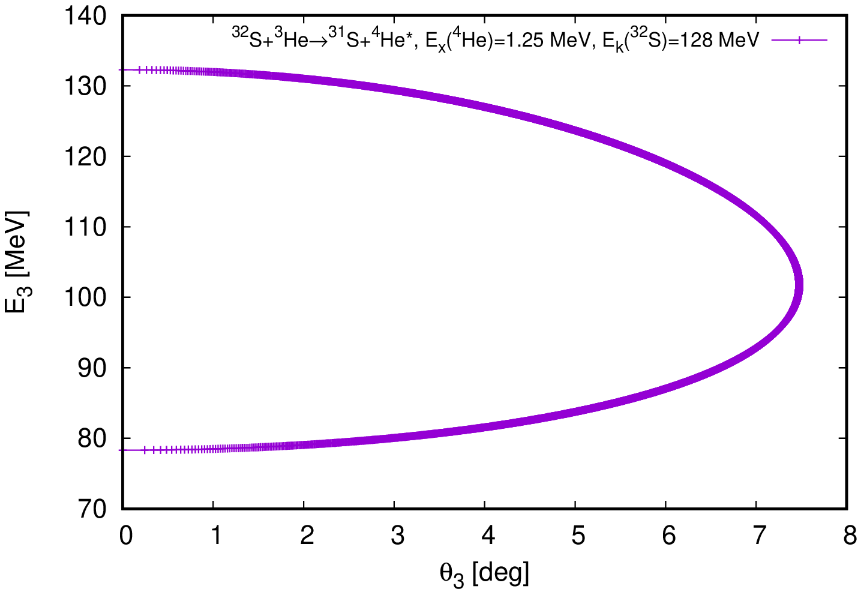 ³²S+³He→³¹S+⁴He*, Eₓ(⁴He)=1.25 MeV, Eₖ(³²S)=128 MeV
140
130
120
110
100
90
80
70
E₃ [MeV]
0 1 2 3 4 5 6 7 8
θ₃ [deg]